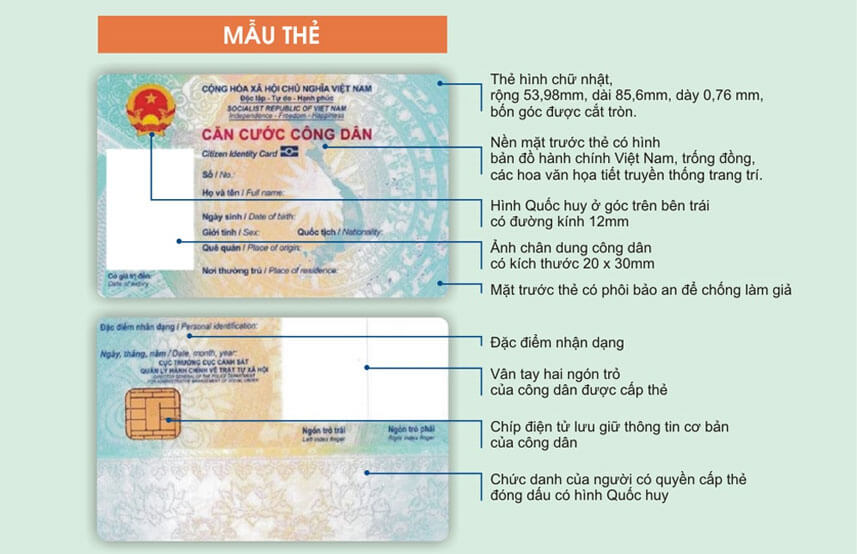 MẪU THẺ
CỘNG HÒA XÃ HỘI CHỦ NGHĨA VIỆT NAM
Độc lập - Tự do - Hạnh phúc
SOCIALIST REPUBLIC OF VIET NAM
Independence - Freedom - Happiness
CĂN CƯỚC CÔNG DÂN
Citizen Identity Card
Số / No.:
Họ và tên / Full name:
Ngày sinh / Date of birth:
Giới tính / Sex: Quốc tịch / Nationality:
Quê quán / Place of origin:
Nơi thường trú / Place of residence:
Có giá trị đến:
Date of expiry
Thẻ hình chữ nhật,
rộng 53,98mm, dài 85,6mm, dày 0,76 mm,
bốn góc được cắt tròn.
Nền mặt trước thẻ có hình
bản đồ hành chính Việt Nam, trống đồng,
các hoa văn họa tiết truyền thống trang trí.
Hình Quốc huy ở góc trên bên trái
có đường kính 12mm
Ảnh chân dung công dân
có kích thước 20 x 30mm
Mặt trước thẻ có phôi bảo an để chống làm giả
Đặc điểm nhân dạng / Personal identification:
Ngày, tháng, năm / Date, month, year:
CỤC TRƯỞNG CỤC CẢNH SÁT
QUẢN LÝ HÀNH CHÍNH VỀ TRẬT TỰ XÃ HỘI
DIRECTOR GENERAL OF THE POLICE DEPARTMENT
FOR ADMINISTRATIVE MANAGEMENT OF SOCIAL ORDER
Ngón trỏ trái
Left index finger
Ngón trỏ phải
Right index finger
Đặc điểm nhận dạng
Vân tay hai ngón trỏ
của công dân được cấp thẻ
Chíp điện tử lưu giữ thông tin cơ bản
của công dân
Chức danh của người có quyền cấp thẻ
đóng dấu có hình Quốc huy